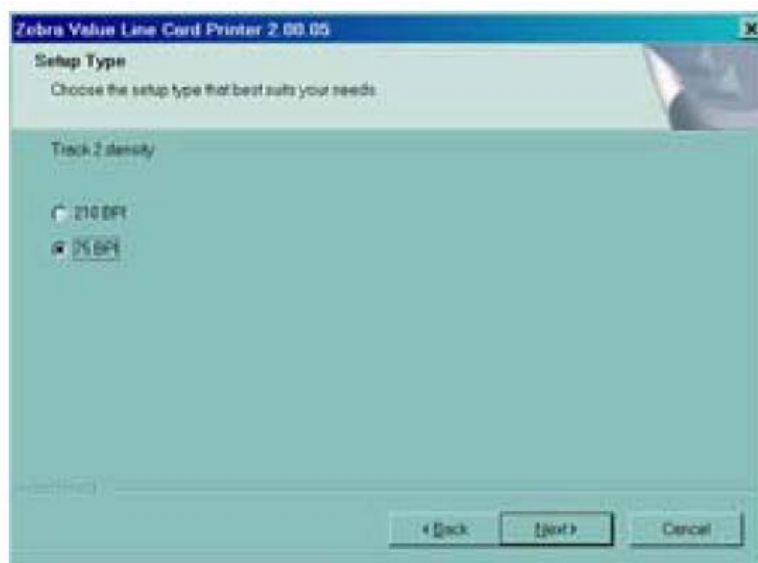 Zebra Value Line Card Printer 2.00.05
Setup Type
Choose the setup type that best suits your needs.
Track 2 density
210 BPI
75 BPI
< Back Next > Cancel